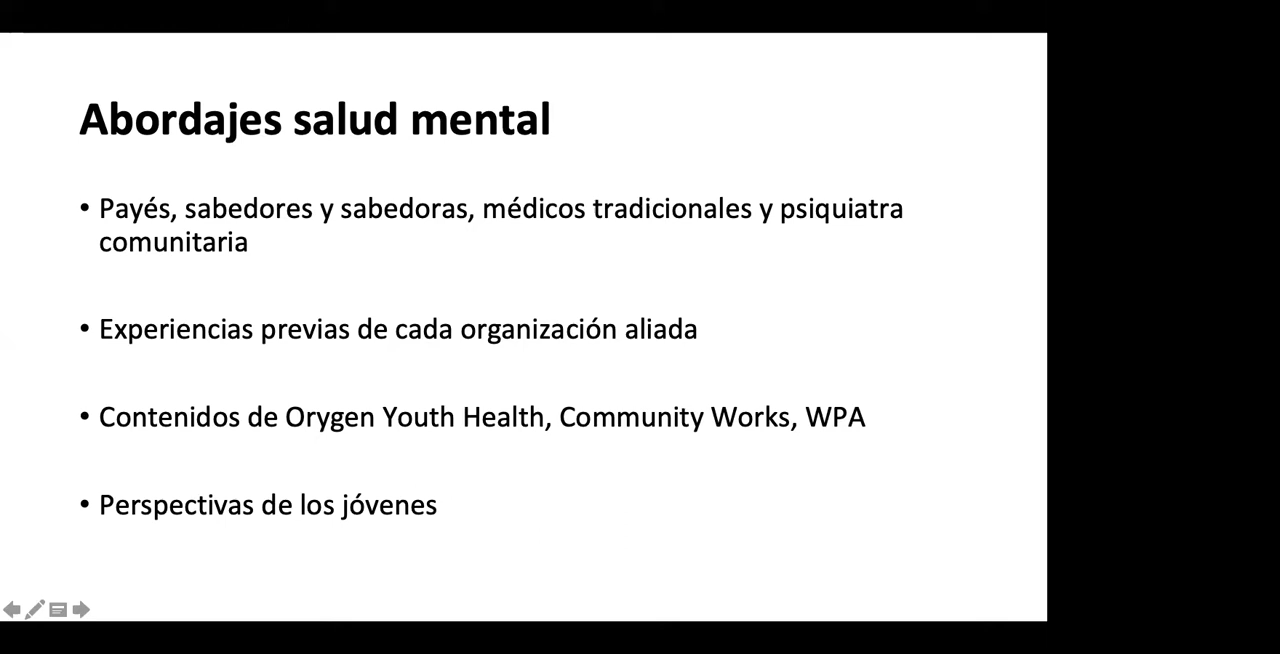 Abordajes salud mental
• Payés, sabedores y sabedoras, médicos tradicionales y psiquiatra
comunitaria
• Experiencias previas de cada organización aliada
• Contenidos de Orygen Youth Health, Community Works, WPA
• Perspectivas de los jóvenes